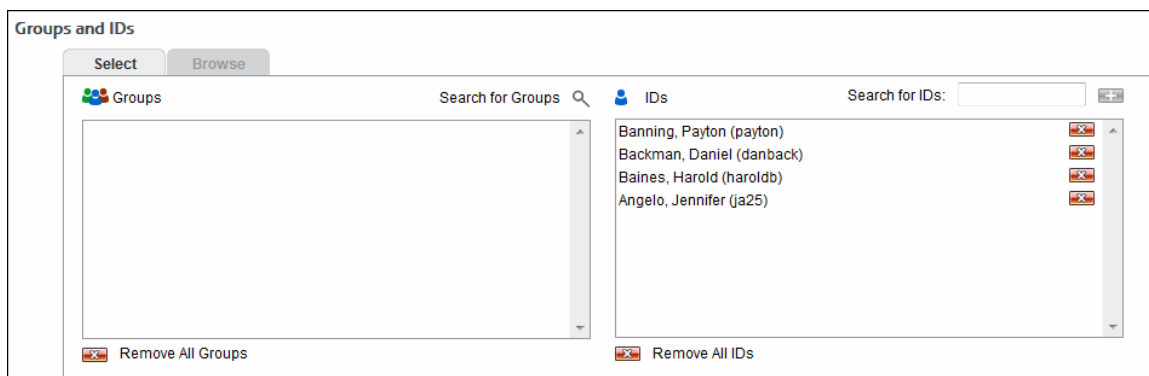 Groups and IDs
Select Browse
Groups Search for Groups IDs Search for IDs:
Banning, Payton (payton)
Backman, Daniel (danback)
Baines, Harold (haroldb)
Angelo, Jennifer (ja25)
Remove All Groups Remove All IDs